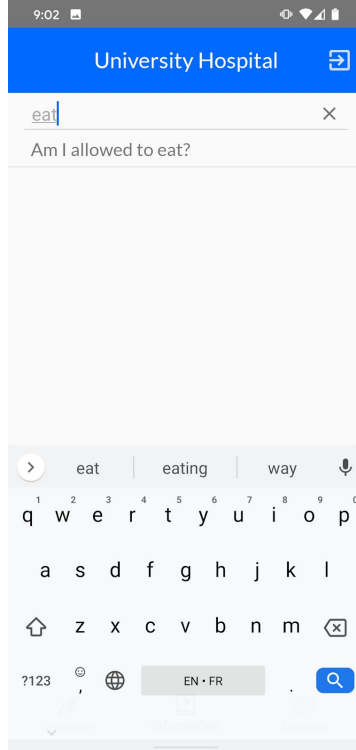 9:02
University Hospital
eat
Am I allowed to eat?
eat eating way
1 2 3 4 5 6 7 8 9 0
q w e r t y u i o p
a s d f g h j k l
z x c v b n m
?123 , EN • FR .
Information